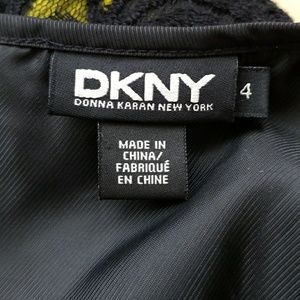 DKNY
DONNA KARAN NEW YORK
4
MADE IN
CHINA/
FABRIQUÉ
EN CHINE